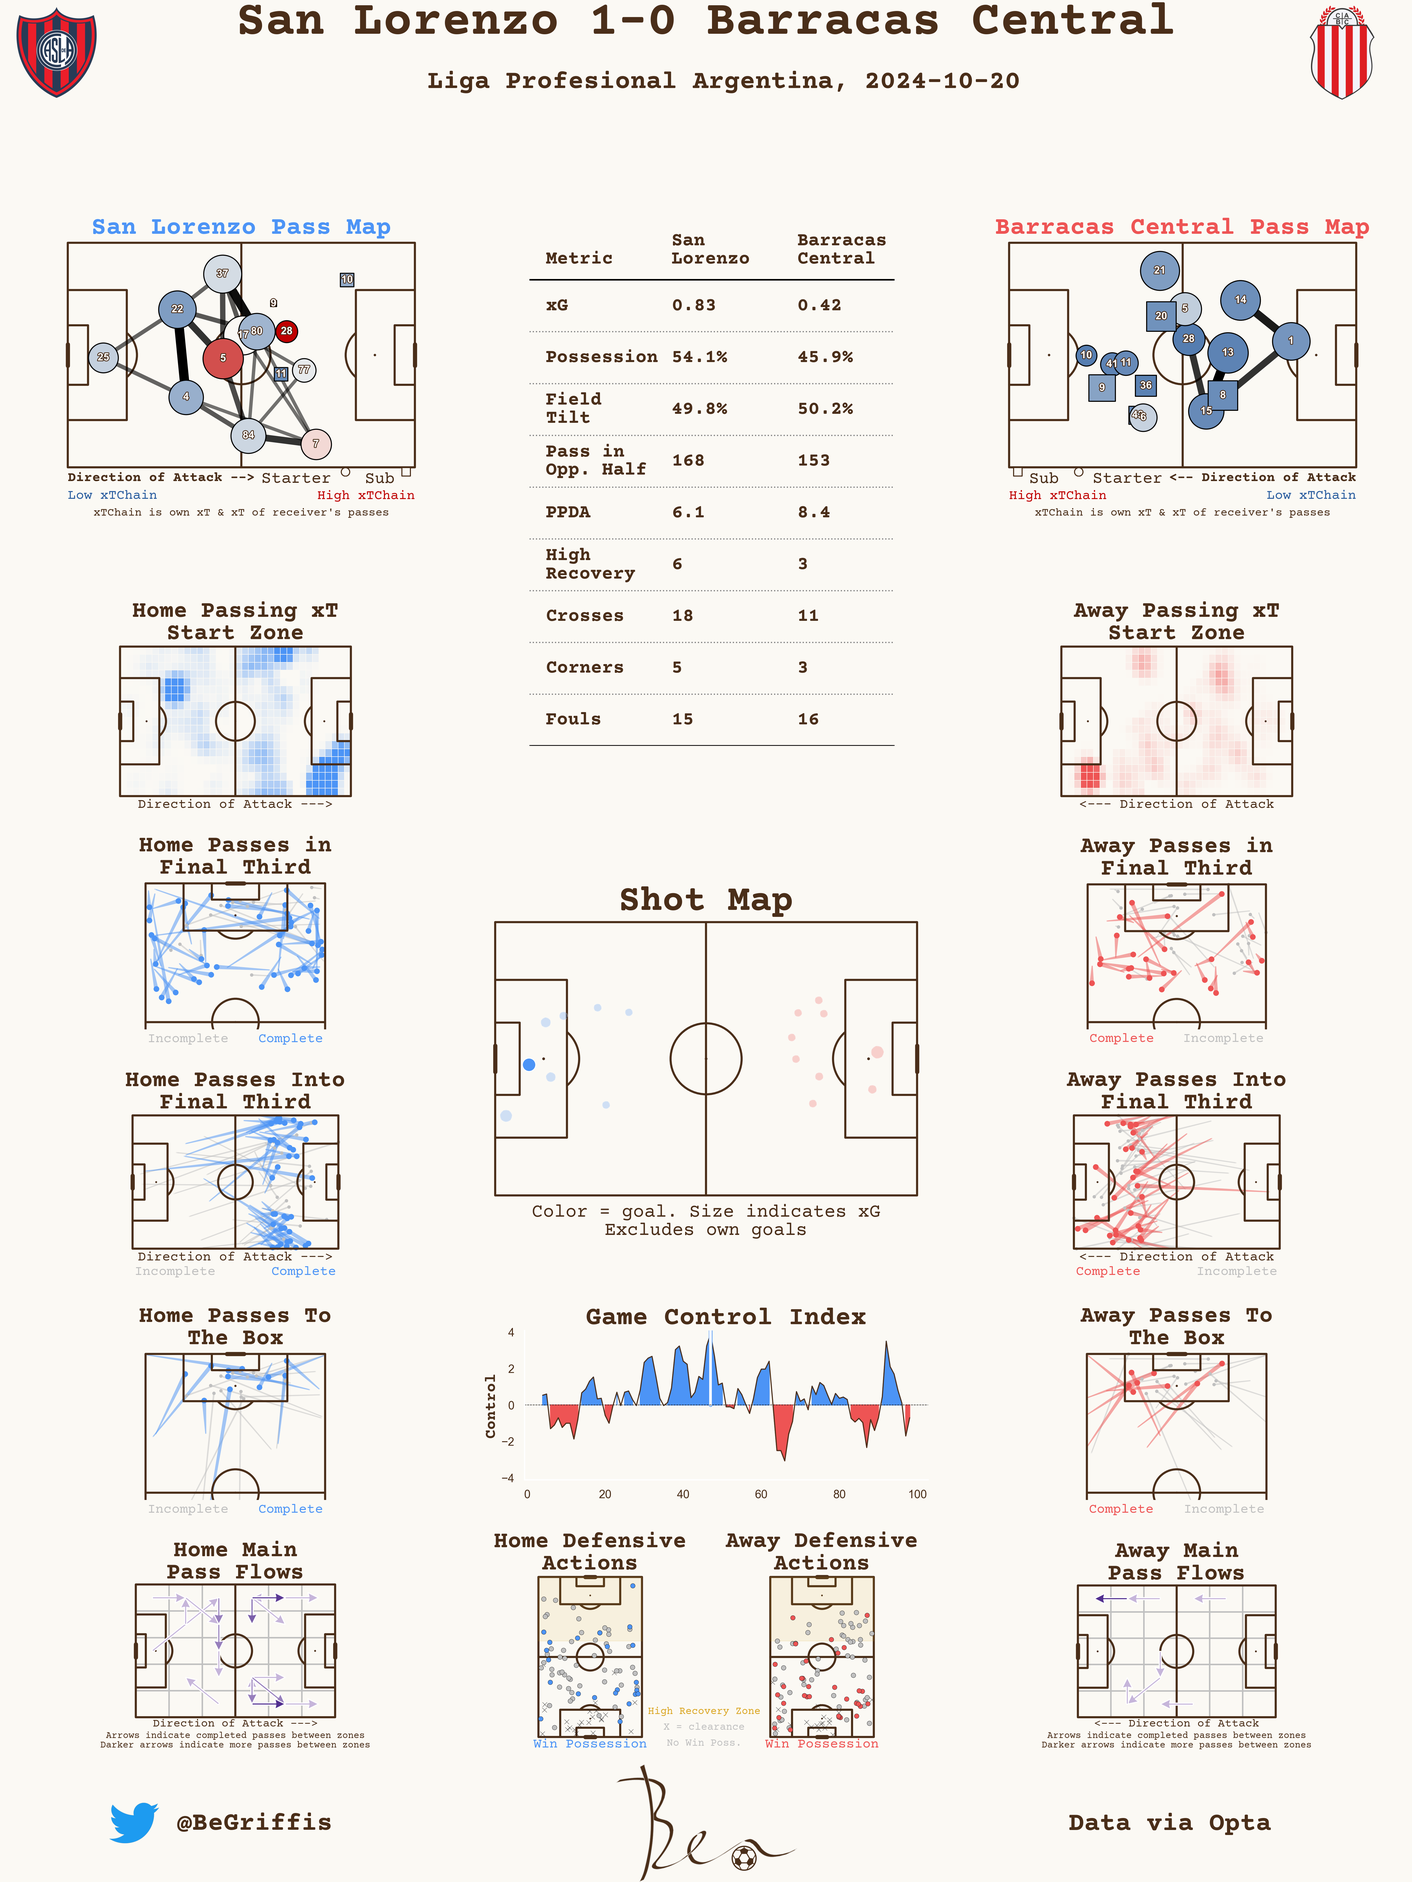 San Lorenzo 1-0 Barracas Central
Liga Profesional Argentina, 2024-10-20
CASLA
CIA
BC
San Lorenzo Pass Map
37
10
9
22
17
80
28
25
5
11
77
4
84
7
Direction of Attack --> Starter Sub
Low xTChain High xTChain
xTChain is own xT & xT of receiver's passes
Metric San Lorenzo Barracas Central
xG 0.83 0.42
Possession 54.1% 45.9%
Field Tilt 49.8% 50.2%
Pass in Opp. Half 168 153
PPDA 6.1 8.4
High Recovery 6 3
Crosses 18 11
Corners 5 3
Fouls 15 16
Barracas Central Pass Map
21
14
5
20
28
1
13
10
41
11
9
36
8
6
15
Sub Starter <-- Direction of Attack
High xTChain Low xTChain
xTChain is own xT & xT of receiver's passes
Home Passing xT
Start Zone
Direction of Attack --->
Away Passing xT
Start Zone
<--- Direction of Attack
Home Passes in
Final Third
Incomplete Complete
Shot Map
Color = goal. Size indicates xG
Excludes own goals
Away Passes in
Final Third
Complete Incomplete
Home Passes Into
Final Third
Direction of Attack --->
Incomplete Complete
Away Passes Into
Final Third
<--- Direction of Attack
Complete Incomplete
Home Passes To
The Box
Incomplete Complete
Game Control Index
Control
4
2
0
−2
−4
0 20 40 60 80 100
Away Passes To
The Box
Complete Incomplete
Home Main
Pass Flows
Direction of Attack --->
Arrows indicate completed passes between zones
Darker arrows indicate more passes between zones
Home Defensive
Actions
Win Possession
High Recovery Zone
X = clearance
No Win Poss.
Away Defensive
Actions
Win Possession
Away Main
Pass Flows
<--- Direction of Attack
Arrows indicate completed passes between zones
Darker arrows indicate more passes between zones
@BeGriffis
Ben
Data via Opta